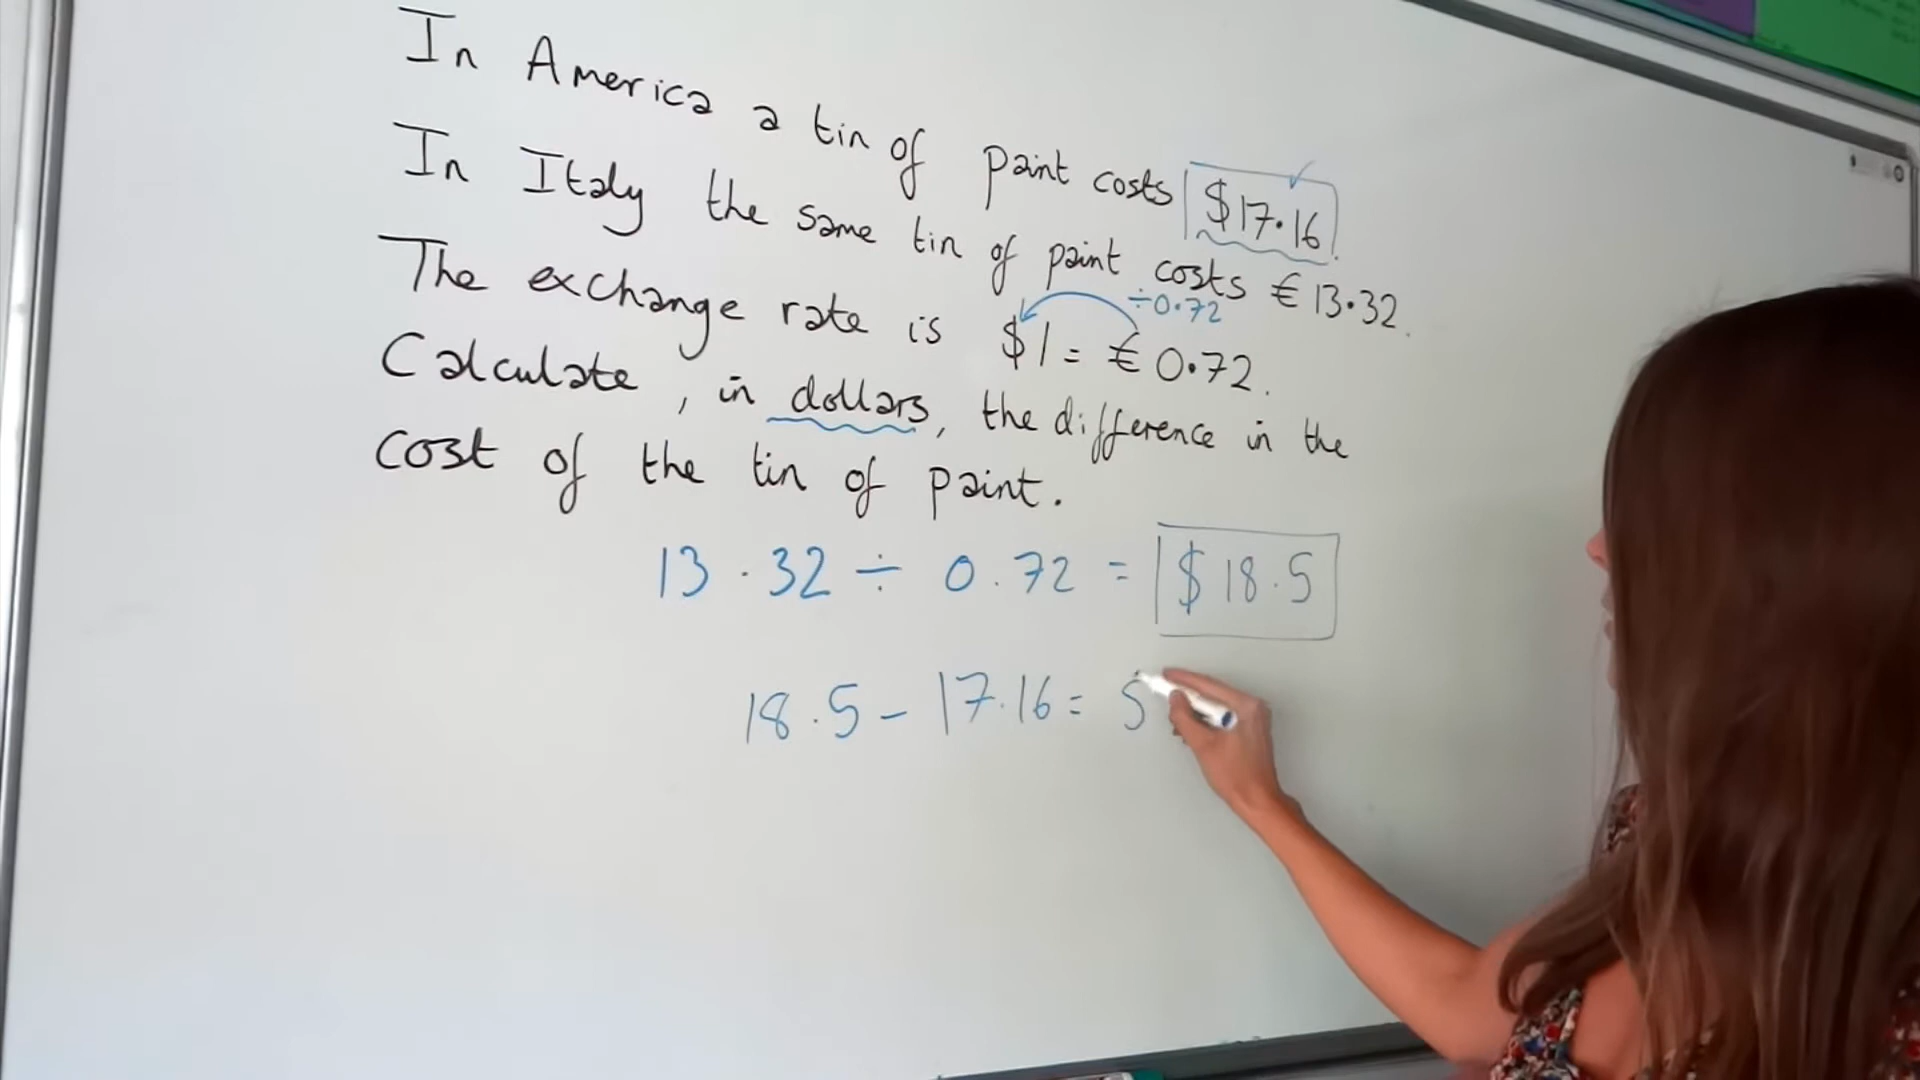 In America a tin of paint costs $17.16.
In Italy the same tin of paint costs €13.32.
÷0.72
The exchange rate is $1 = €0.72.
Calculate, in dollars, the difference in the
cost of the tin of paint.
13.32 ÷ 0.72 = $18.5
18.5 - 17.16 =